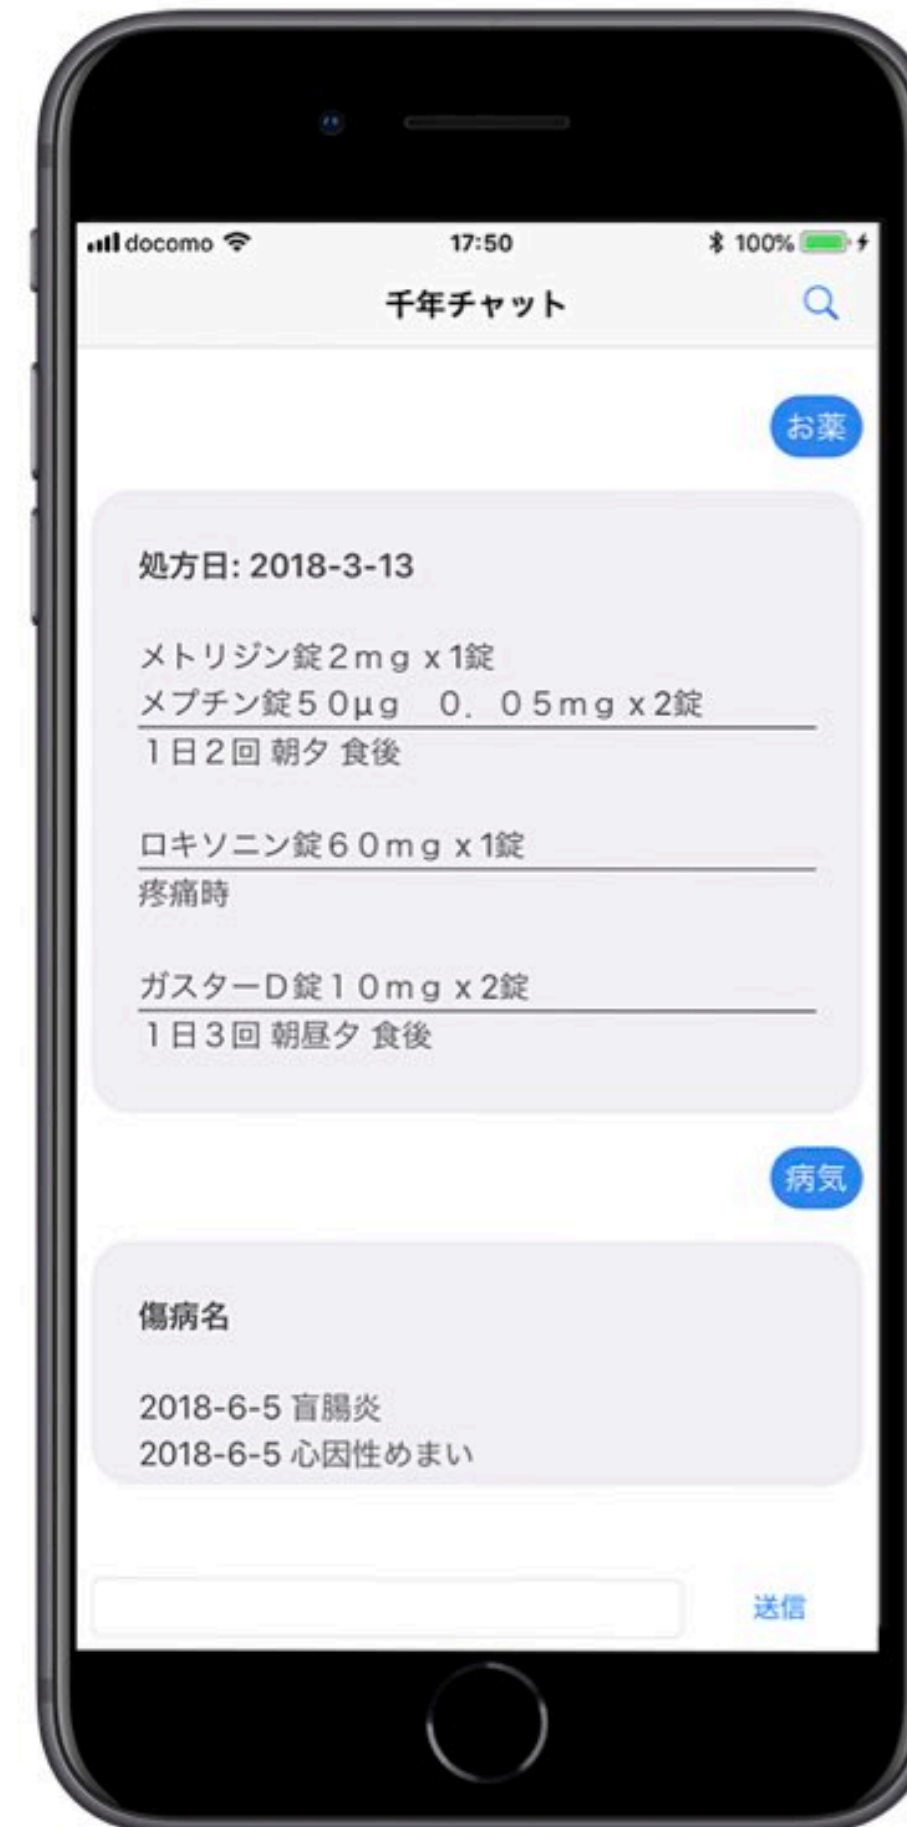 docomo 17:50 100%
千年チャット
お薬
処方日: 2018-3-13
メトリジン錠２ｍｇ x 1錠
メプチン錠５０μｇ　０．０５ｍｇ x 2錠
１日２回 朝夕 食後
ロキソニン錠６０ｍｇ x 1錠
疼痛時
ガスターＤ錠１０ｍｇ x 2錠
１日３回 朝昼夕 食後
病気
傷病名
2018-6-5 盲腸炎
2018-6-5 心因性めまい
送信